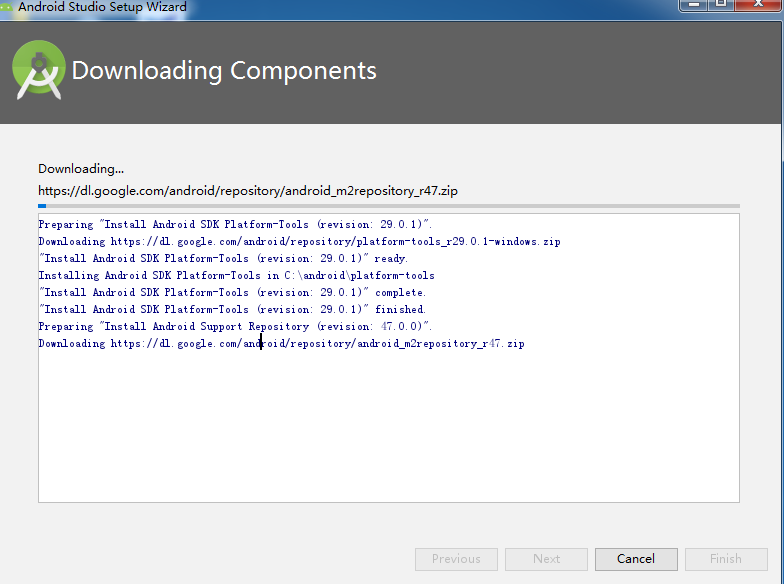 Android Studio Setup Wizard
Downloading Components
Downloading...
https://dl.google.com/android/repository/android_m2repository_r47.zip
Preparing "Install Android SDK Platform-Tools (revision: 29.0.1)".
Downloading https://dl.google.com/android/repository/platform-tools_r29.0.1-windows.zip
"Install Android SDK Platform-Tools (revision: 29.0.1)" ready.
Installing Android SDK Platform-Tools in C:\android\platform-tools
"Install Android SDK Platform-Tools (revision: 29.0.1)" complete.
"Install Android SDK Platform-Tools (revision: 29.0.1)" finished.
Preparing "Install Android Support Repository (revision: 47.0.0)".
Downloading https://dl.google.com/android/repository/android_m2repository_r47.zip
Previous
Next
Cancel
Finish